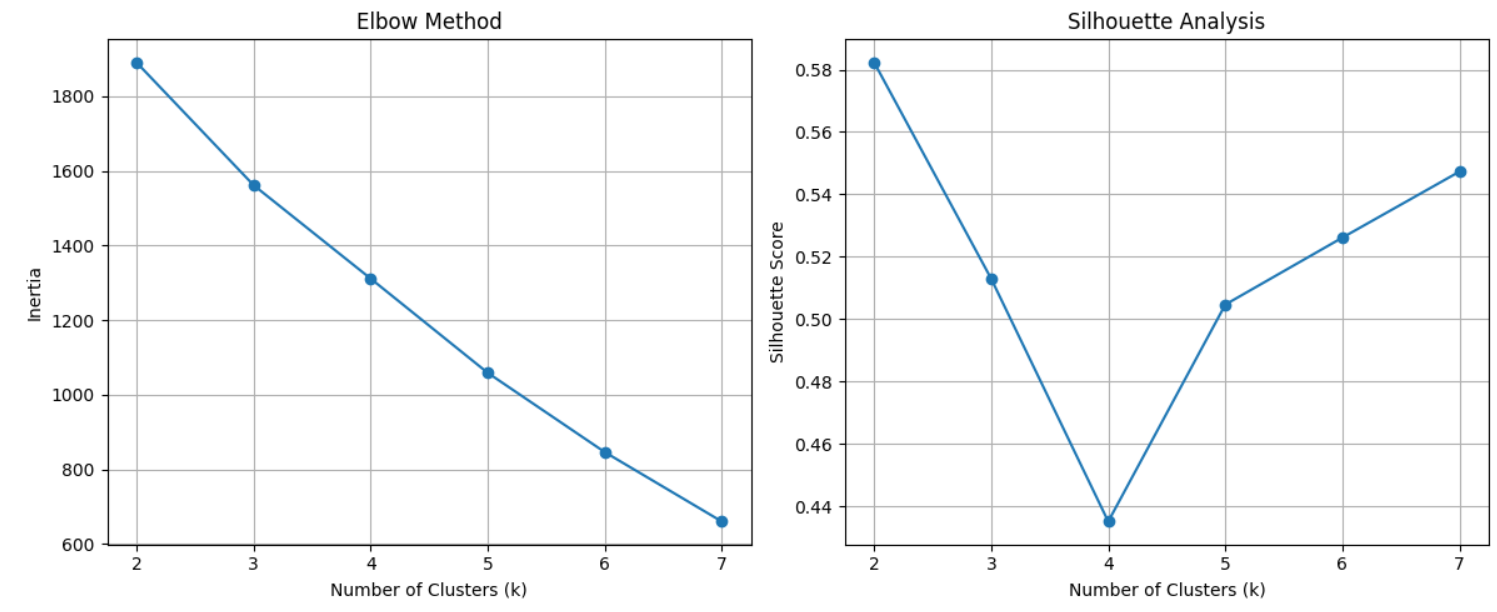 Elbow Method
Inertia
1800
1600
1400
1200
1000
800
600
2 3 4 5 6 7
Number of Clusters (k)
Silhouette Analysis
Silhouette Score
0.58
0.56
0.54
0.52
0.50
0.48
0.46
0.44
2 3 4 5 6 7
Number of Clusters (k)